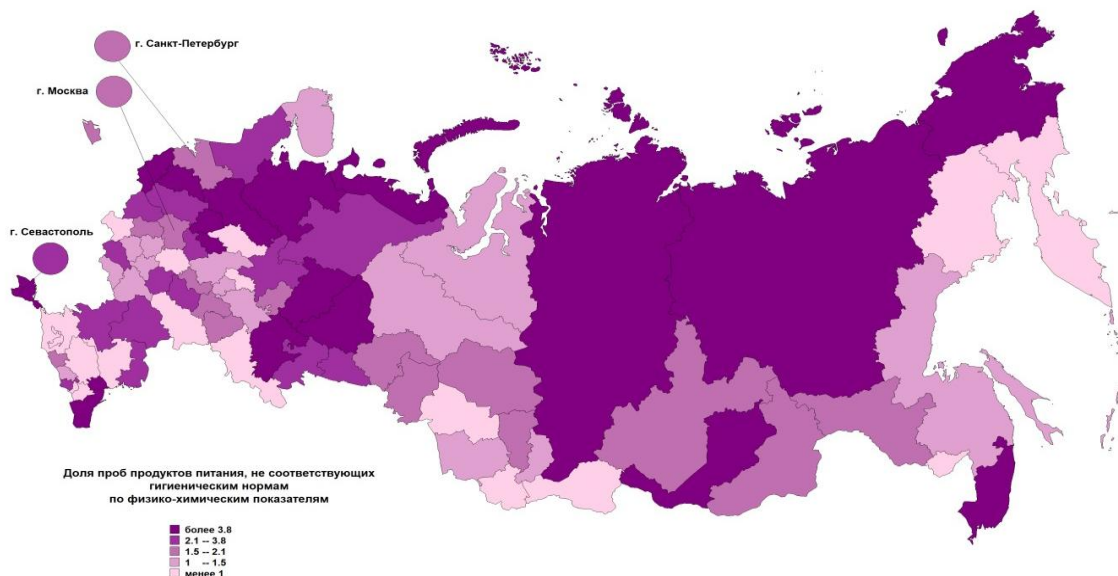 г. Санкт-Петербург
г. Москва
г. Севастополь
Доля проб продуктов питания, не соответствующих
гигиеническим нормам
по физико-химическим показателям
более 3.8
2.1 -- 3.8
1.5 -- 2.1
1 -- 1.5
менее 1